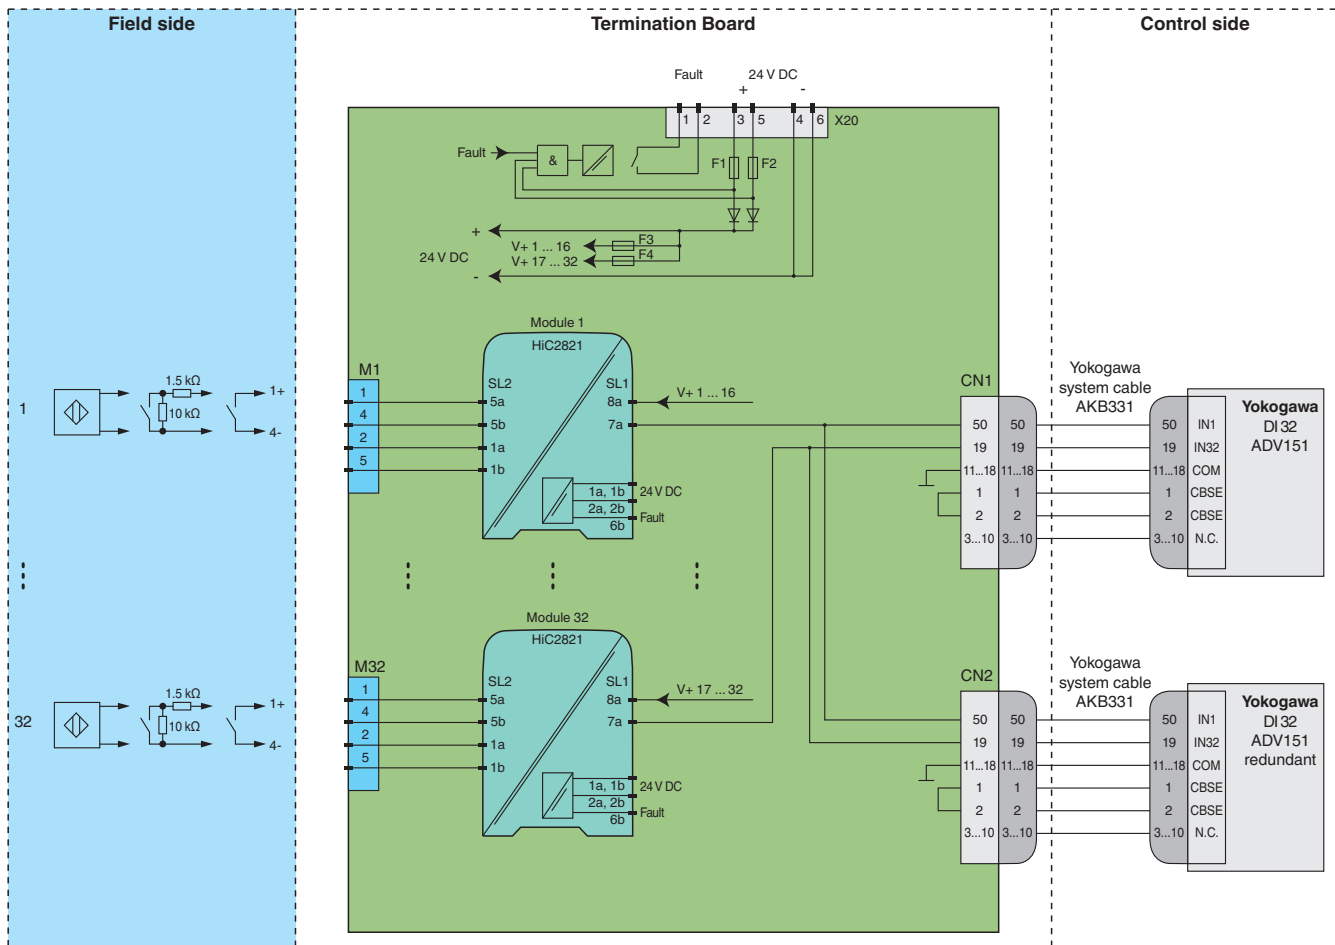 Field side
Termination Board
Control side
Fault 24 V DC
+ -
1 2 3 5 4 6 X20
Fault & F1 F2
+
V+ 1 ... 16 F3
24 V DC V+ 17 ... 32 F4
-
Module 1
HiC2821
M1
SL2 SL1
1 5a 8a V+ 1 ... 16
4 5b 7a
2 1a
5 1b
1a, 1b 24 V DC
2a, 2b
6b Fault
1
1.5 kΩ
10 kΩ
1+
4-
CN1
Yokogawa
system cable
AKB331
Yokogawa
DI 32
ADV151
50 50 50 IN1
19 19 19 IN32
11...18 11...18 11...18 COM
1 1 1 CBSE
2 2 2 CBSE
3...10 3...10 3...10 N.C.
Module 32
HiC2821
M32
SL2 SL1
1 5a 8a V+ 17 ... 32
4 5b 7a
2 1a
5 1b
1a, 1b 24 V DC
2a, 2b
6b Fault
32
1.5 kΩ
10 kΩ
1+
4-
CN2
Yokogawa
system cable
AKB331
Yokogawa
DI 32
ADV151
redundant
50 50 50 IN1
19 19 19 IN32
11...18 11...18 11...18 COM
1 1 1 CBSE
2 2 2 CBSE
3...10 3...10 3...10 N.C.